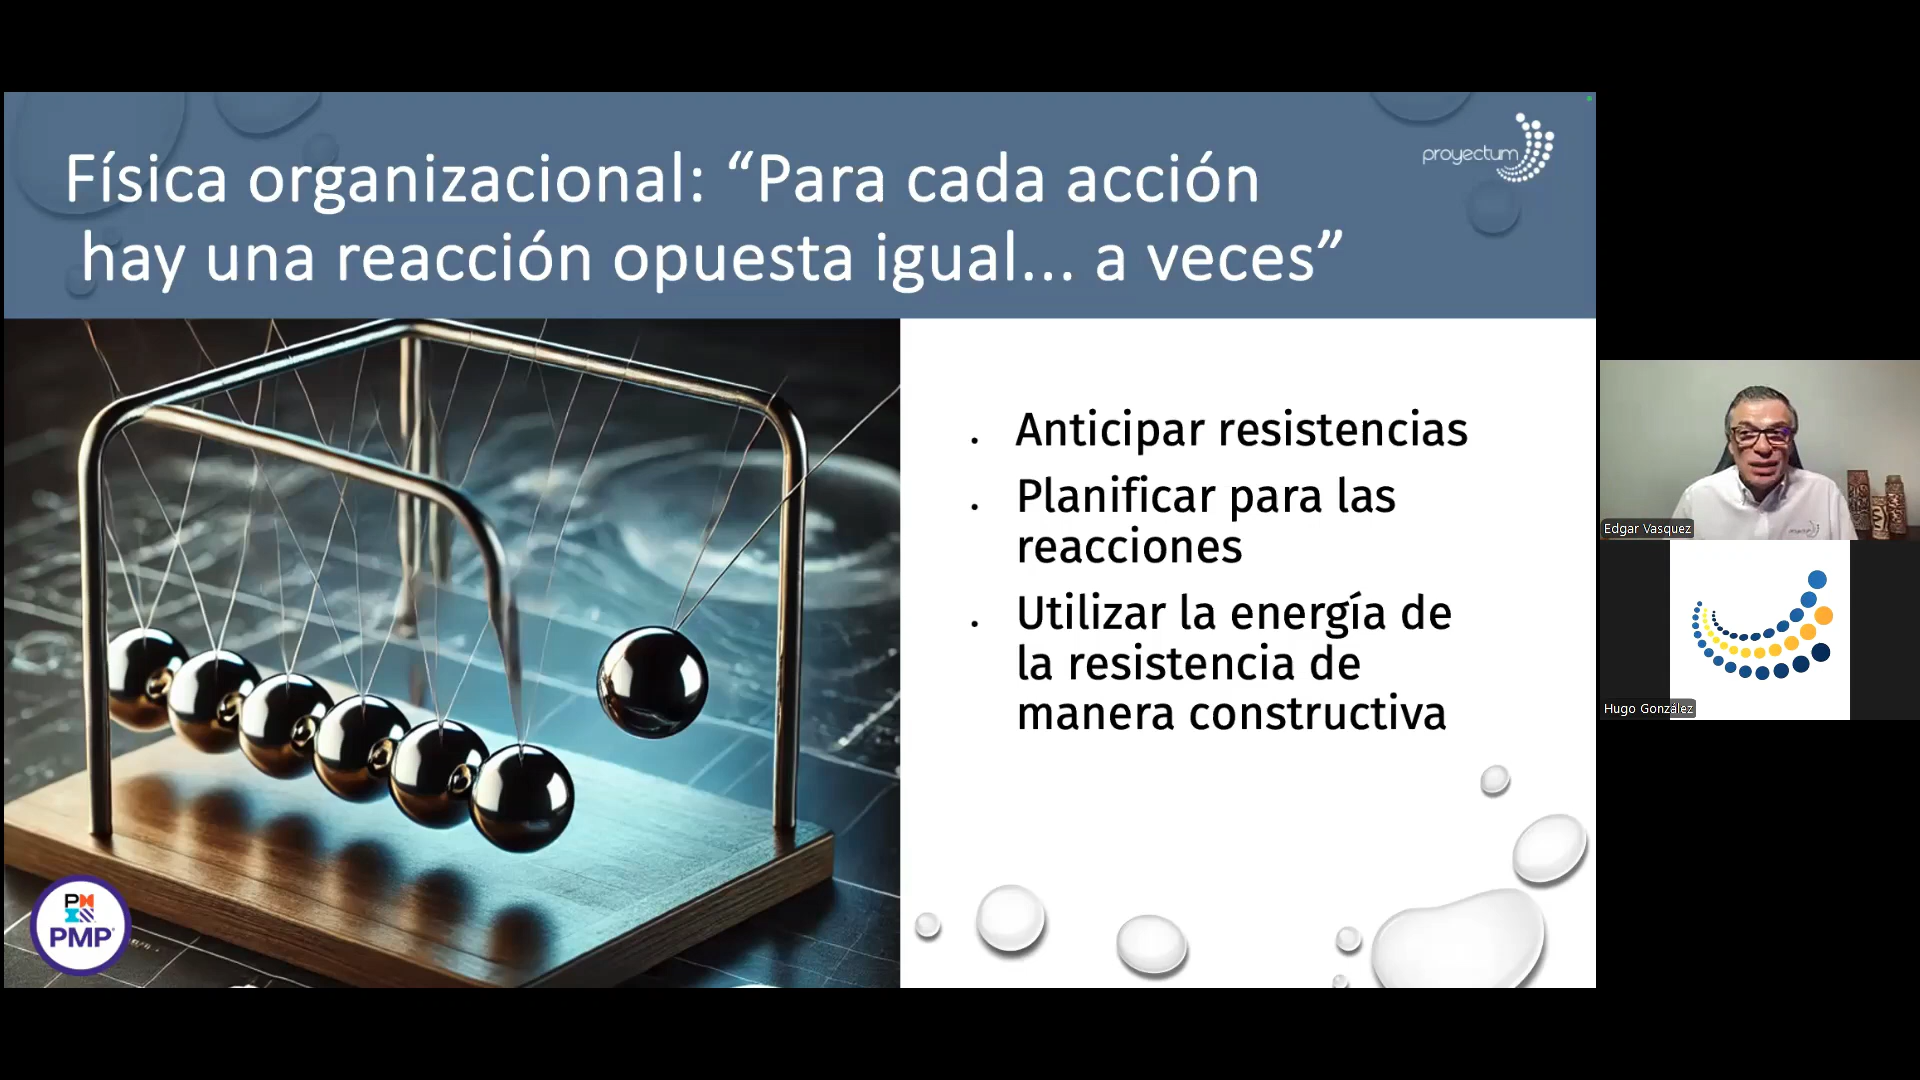 Física organizacional: “Para cada acción
hay una reacción opuesta igual... a veces”
proyectum
. Anticipar resistencias
. Planificar para las
reacciones
. Utilizar la energía de
la resistencia de
manera constructiva
PMP
Edgar Vasquez
Hugo González